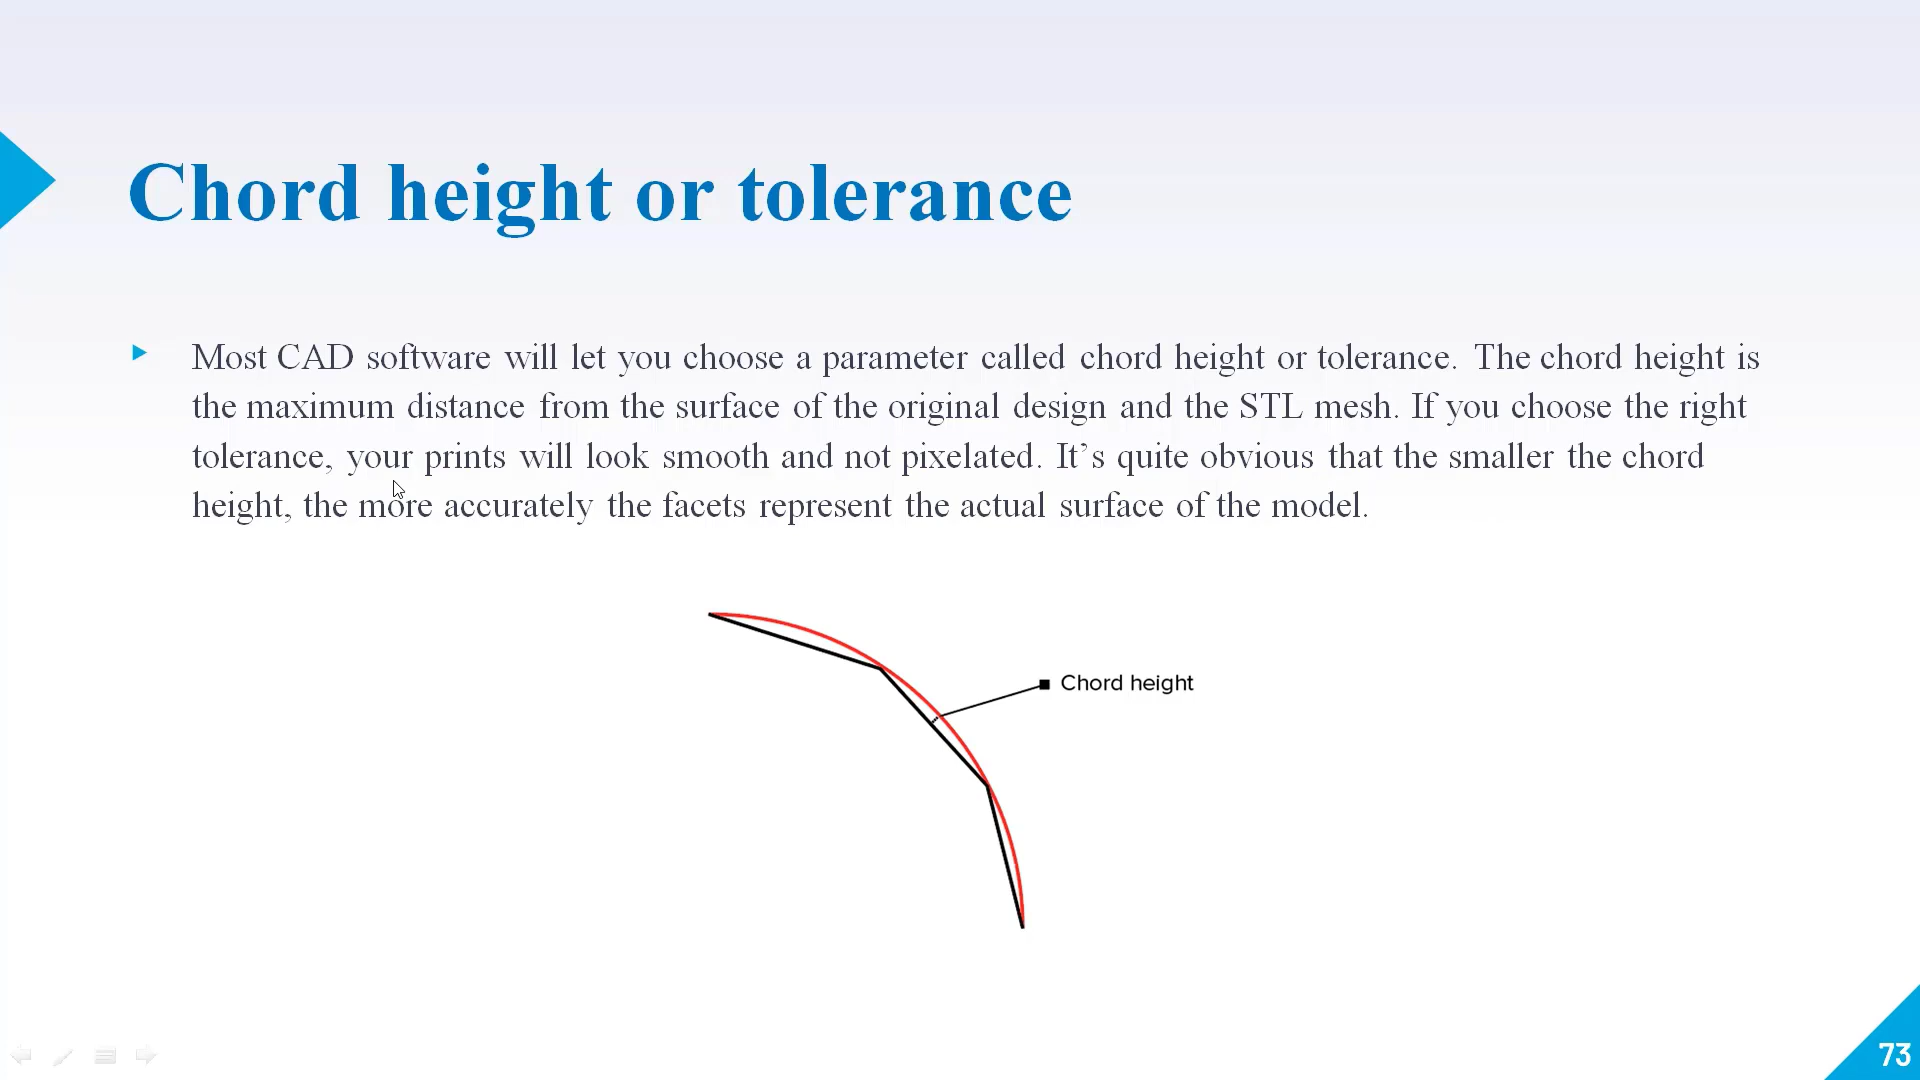 Chord height or tolerance
Most CAD software will let you choose a parameter called chord height or tolerance. The chord height is
the maximum distance from the surface of the original design and the STL mesh. If you choose the right
tolerance, your prints will look smooth and not pixelated. It’s quite obvious that the smaller the chord
height, the more accurately the facets represent the actual surface of the model.
Chord height
73